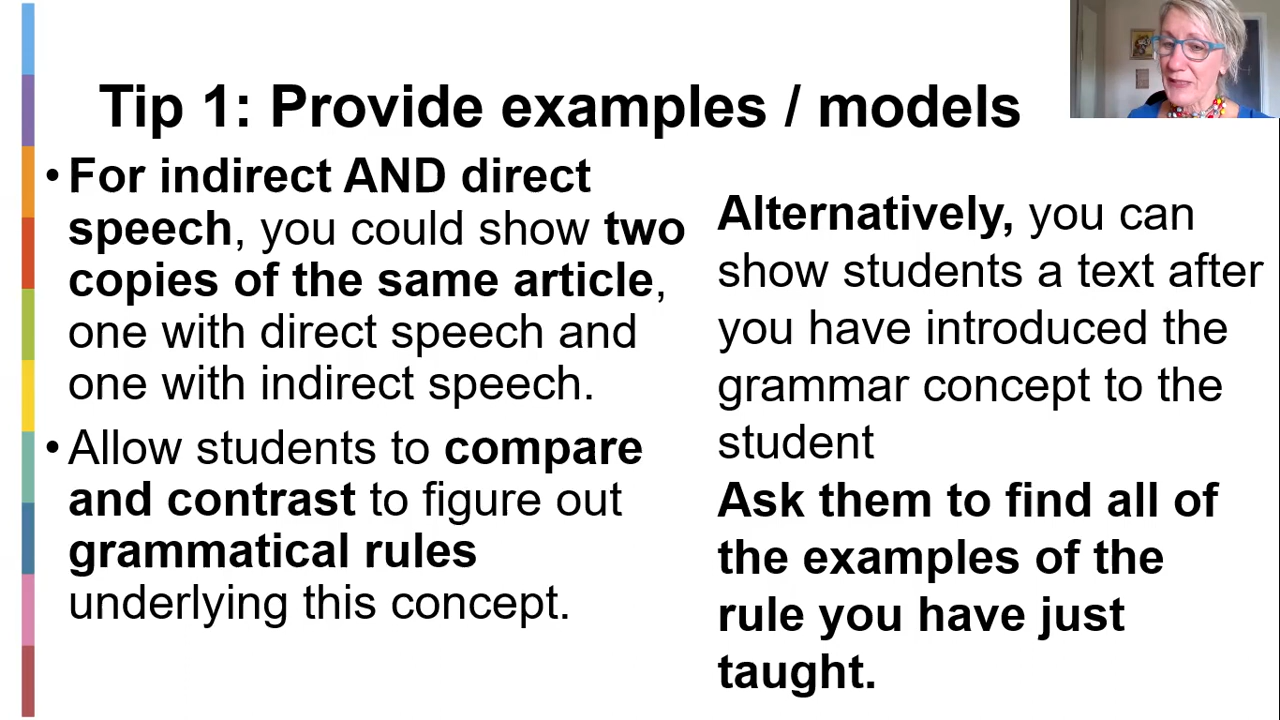 Tip 1: Provide examples / models
• For indirect AND direct
speech, you could show two
copies of the same article,
one with direct speech and
one with indirect speech.
• Allow students to compare
and contrast to figure out
grammatical rules
underlying this concept.
Alternatively, you can
show students a text after
you have introduced the
grammar concept to the
student
Ask them to find all of
the examples of the
rule you have just
taught.